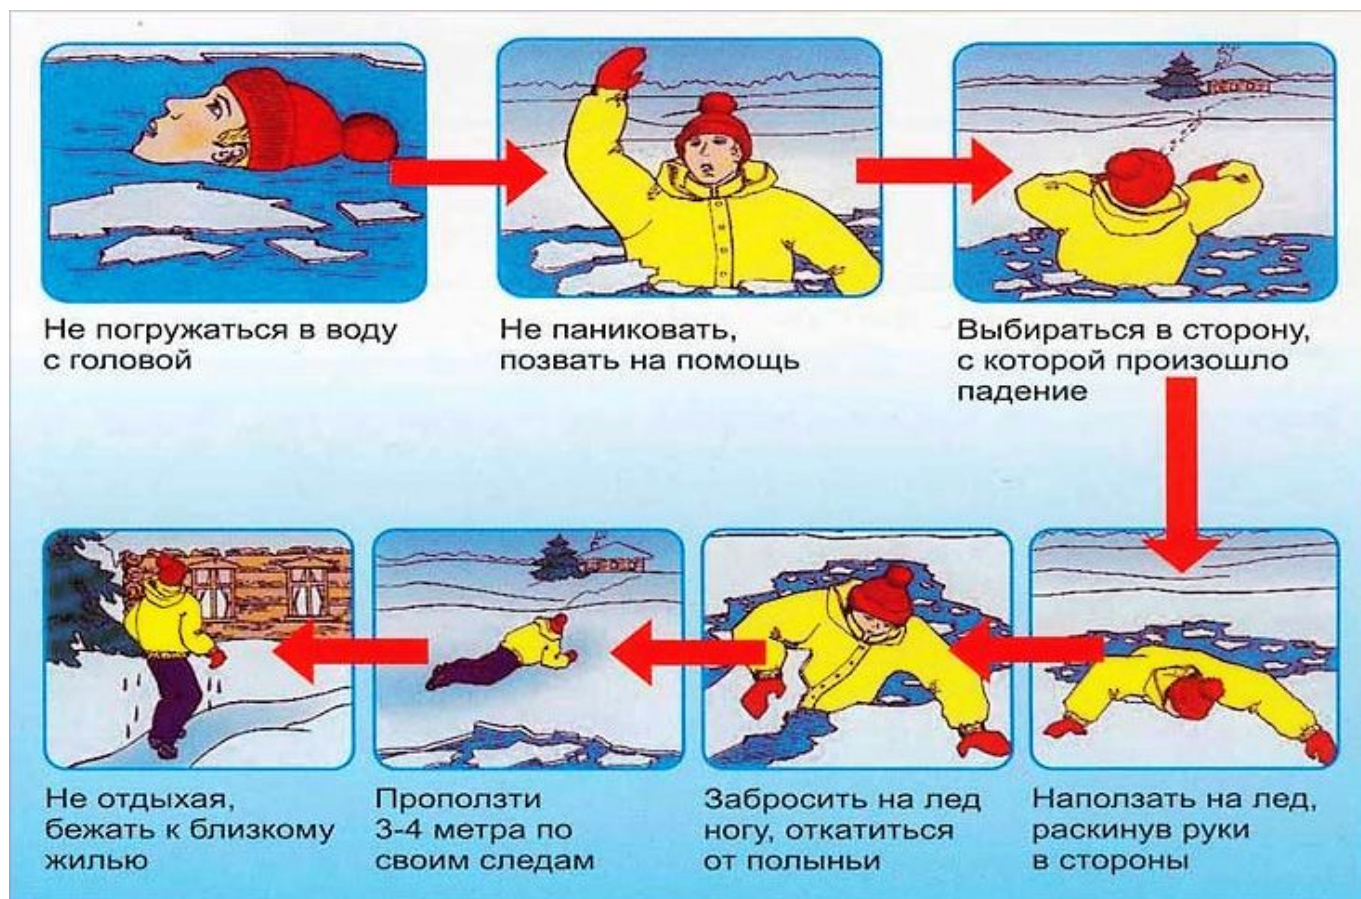 Не погружаться в воду
с головой
Не паниковать,
позвать на помощь
Выбираться в сторону,
с которой произошло
падение
Наползать на лед,
раскинув руки
в стороны
Забросить на лед
ногу, откатиться
от полыньи
Проползти
3-4 метра по
своим следам
Не отдыхая,
бежать к близкому
жилью